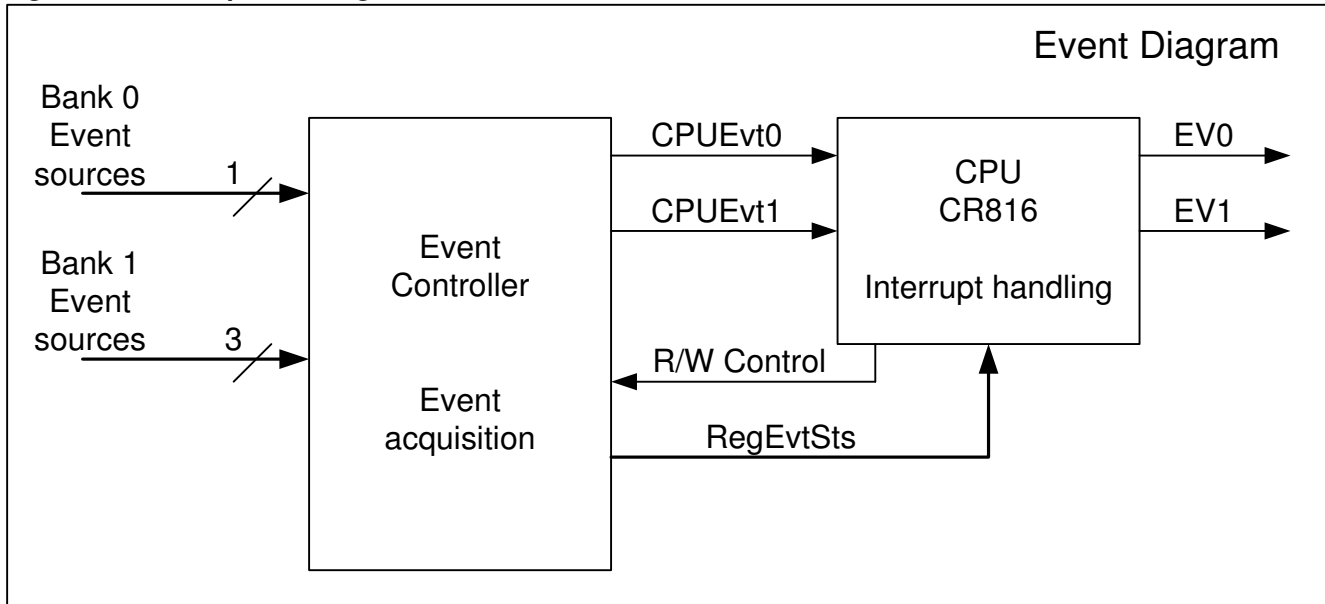 Event Diagram
Bank 0
Event
sources
1
Bank 1
Event
sources
3
Event
Controller
Event
acquisition
CPUEvt0
CPUEvt1
R/W Control
RegEvtSts
CPU
CR816
Interrupt handling
EV0
EV1